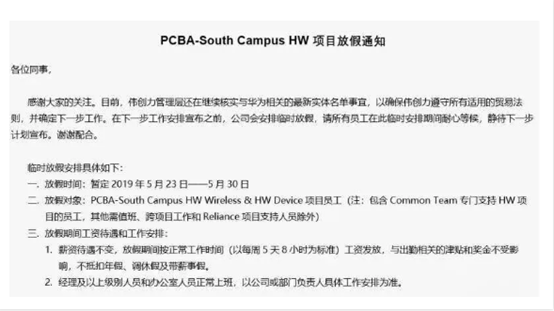 PCBA-South Campus HW 项目放假通知
各位同事，
感谢大家的关注。目前，伟创力管理层还在继续核实与华为相关的最新实体名单事宜，以确保伟创力遵守所有适用的贸易法
则，并确定下一步工作。在下一步工作安排宣布之前，公司会安排临时放假，请所有员工在此临时安排期间耐心等候，静待下一步
计划宣布。谢谢配合。
临时放假安排具体如下：
一. 放假时间：暂定 2019 年 5 月 23 日——5 月 30 日
二. 放假对象：PCBA-South Campus HW Wireless & HW Device 项目员工（注：包含 Common Team 专门支持 HW 项
目的员工，其他需值班、跨项目工作和 Reliance 项目支持人员除外）
三. 放假期间工资待遇和工作安排：
1. 薪资待遇不变，放假期间按正常工作时间（以每周 5 天 8 小时为标准）工资发放，与出勤相关的津贴和奖金不受影
响，不抵扣年假、调休假及带薪事假。
2. 经理及以上级别人员和办公室人员正常上班，以公司或部门负责人具体工作安排为准。